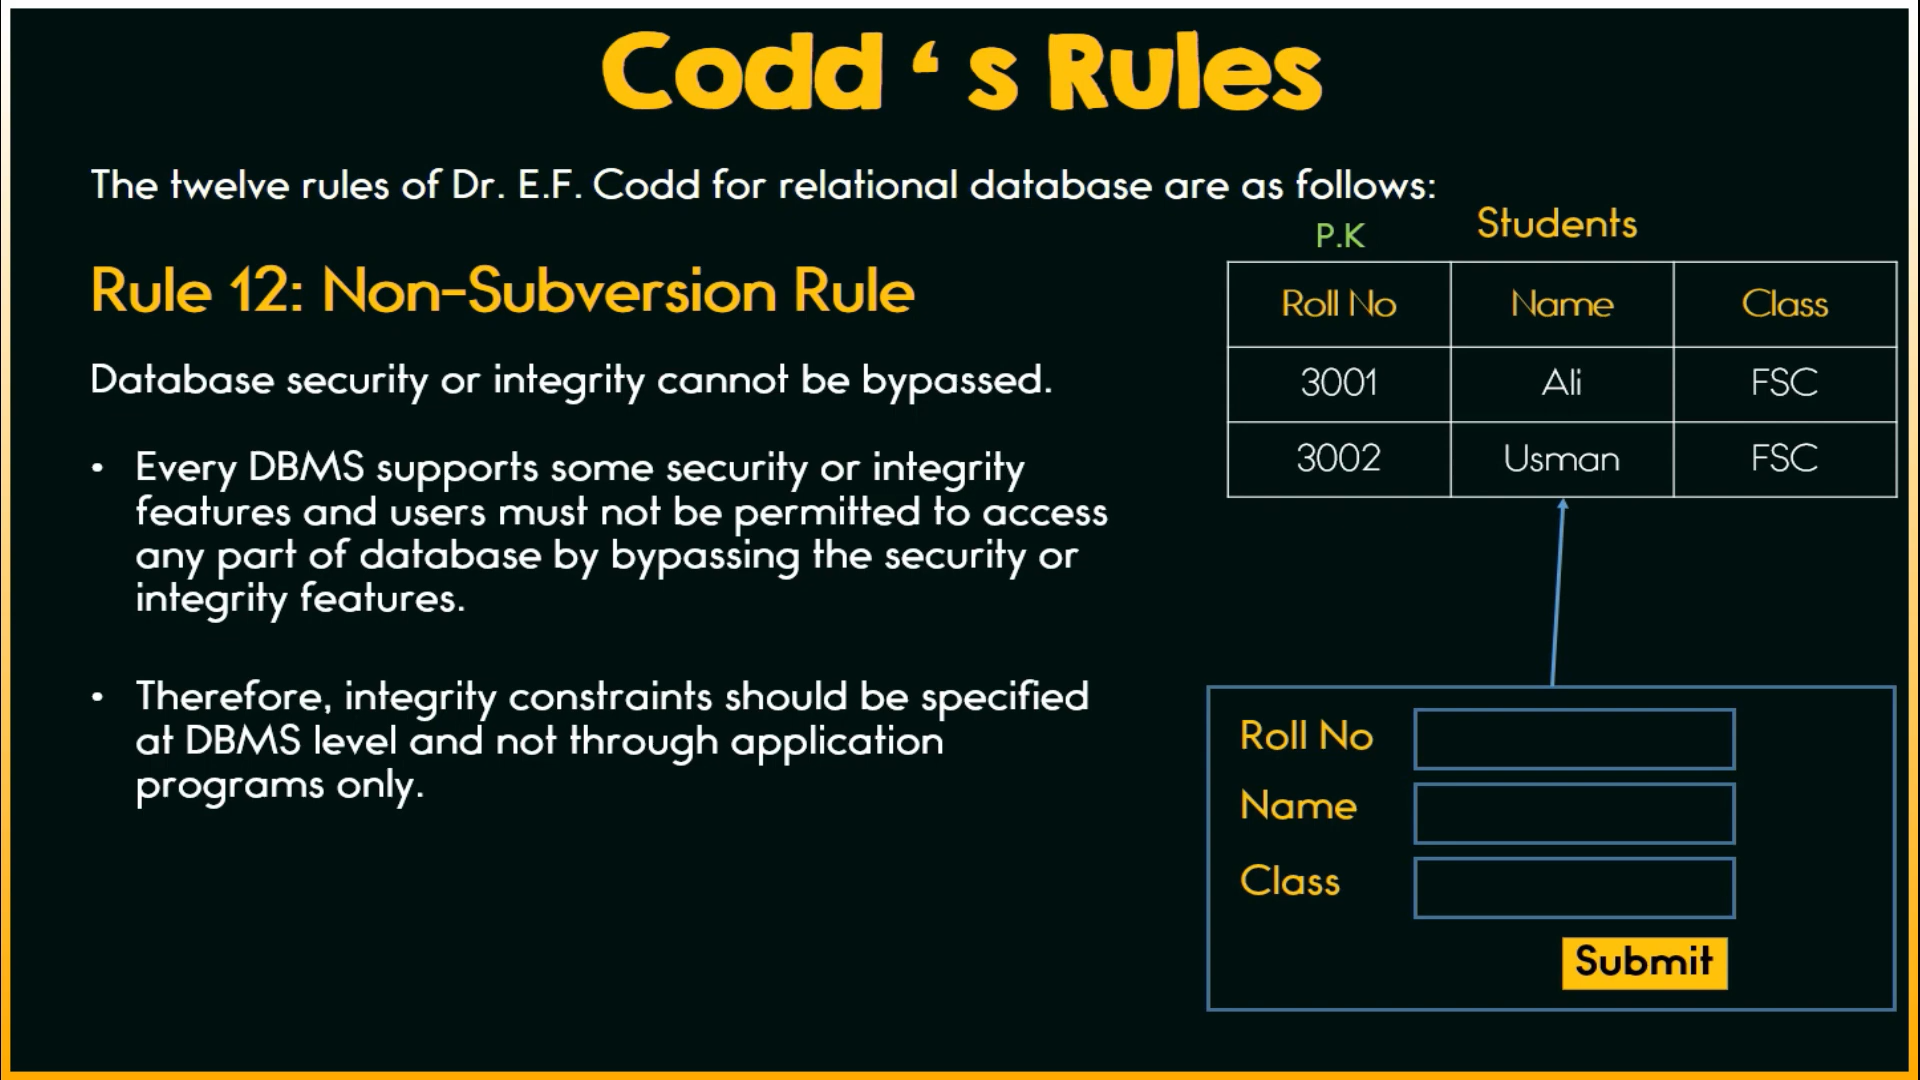 Codd ‘ s Rules
The twelve rules of Dr. E.F. Codd for relational database are as follows:
Rule 12: Non-Subversion Rule
Database security or integrity cannot be bypassed.
• Every DBMS supports some security or integrity
features and users must not be permitted to access
any part of database by bypassing the security or
integrity features.
• Therefore, integrity constraints should be specified
at DBMS level and not through application
programs only.
P.K Students
Roll No Name Class
3001 Ali FSC
3002 Usman FSC
Roll No
Name
Class
Submit